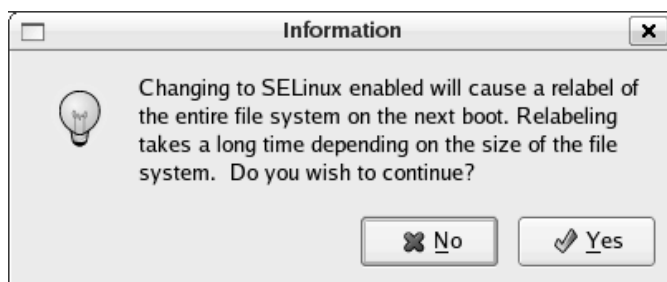 Information
Changing to SELinux enabled will cause a relabel of
the entire file system on the next boot. Relabeling
takes a long time depending on the size of the file
system.  Do you wish to continue?
No
Yes